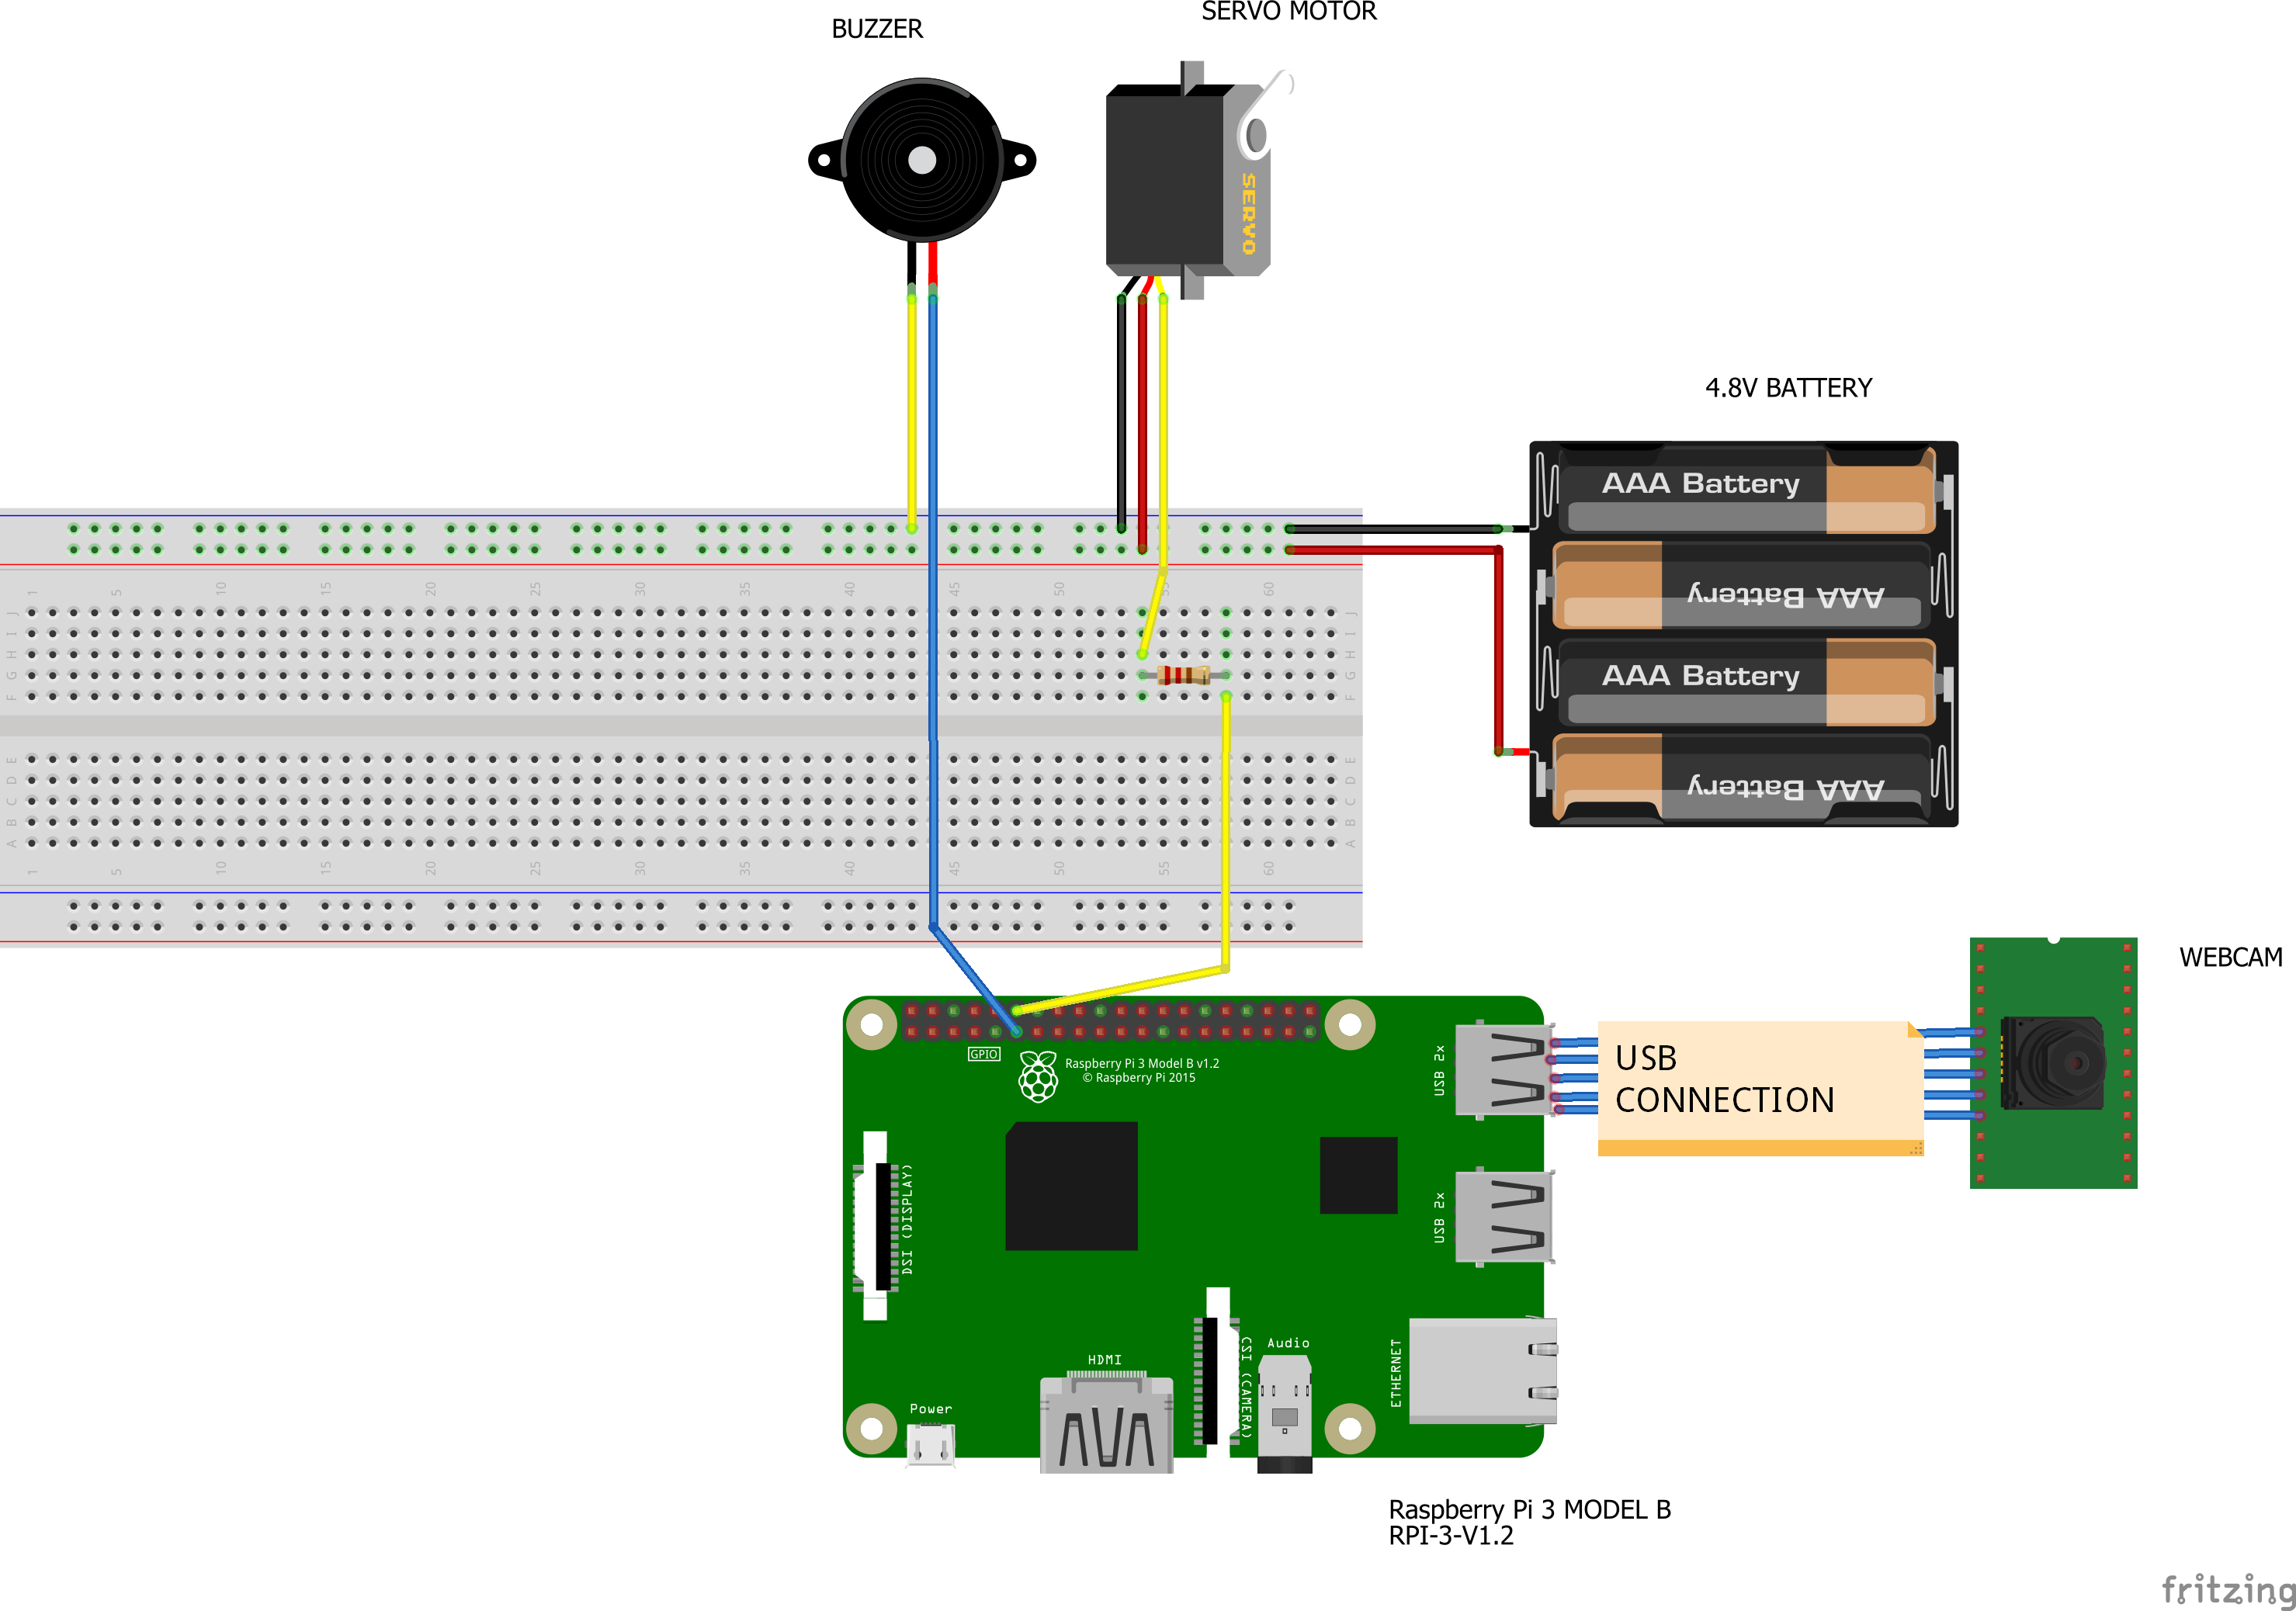 SERVO MOTOR
BUZZER
SERVO
4.8V BATTERY
AAA Battery
AAA Battery
AAA Battery
AAA Battery
1 5 10 15 20 25 30 35 40 45 50 55 60
J J
I I
H H
G G
F F
E E
D D
C C
B B
A A
1 5 10 15 20 25 30 35 40 45 50 55 60
WEBCAM
GPIO
Raspberry Pi 3 Model B v1.2
© Raspberry Pi 2015
USB 2x
USB
CONNECTION
DSI (DISPLAY)
USB 2x
HDMI
CSI (CAMERA)
Audio
ETHERNET
Power
Raspberry Pi 3 MODEL B
RPI-3-V1.2
fritzing